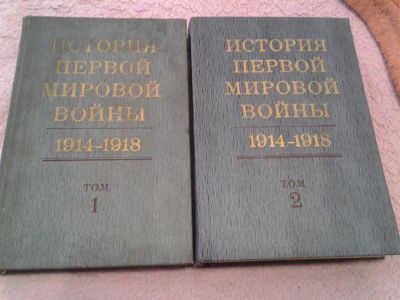 ИСТОРИЯ
ПЕРВОЙ
МИРОВОЙ
ВОЙНЫ
1914-1918
ТОМ
1
ИСТОРИЯ
ПЕРВОЙ
МИРОВОЙ
ВОЙНЫ
1914-1918
ТОМ
2